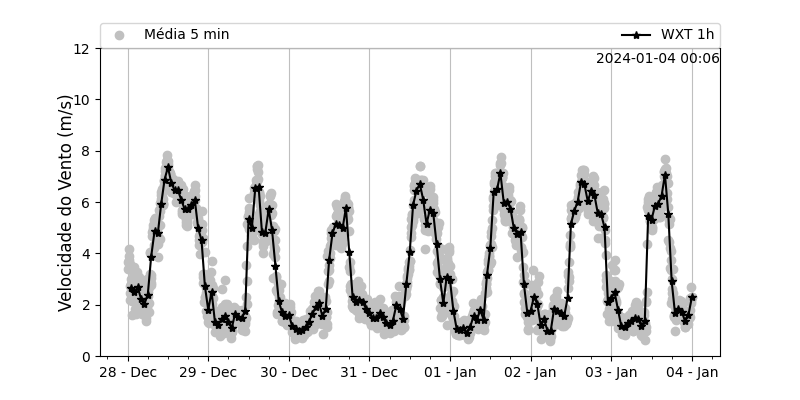 Média 5 min
WXT 1h
2024-01-04 00:06
Velocidade do Vento (m/s)
12
10
8
6
4
2
0
28 - Dec
29 - Dec
30 - Dec
31 - Dec
01 - Jan
02 - Jan
03 - Jan
04 - Jan